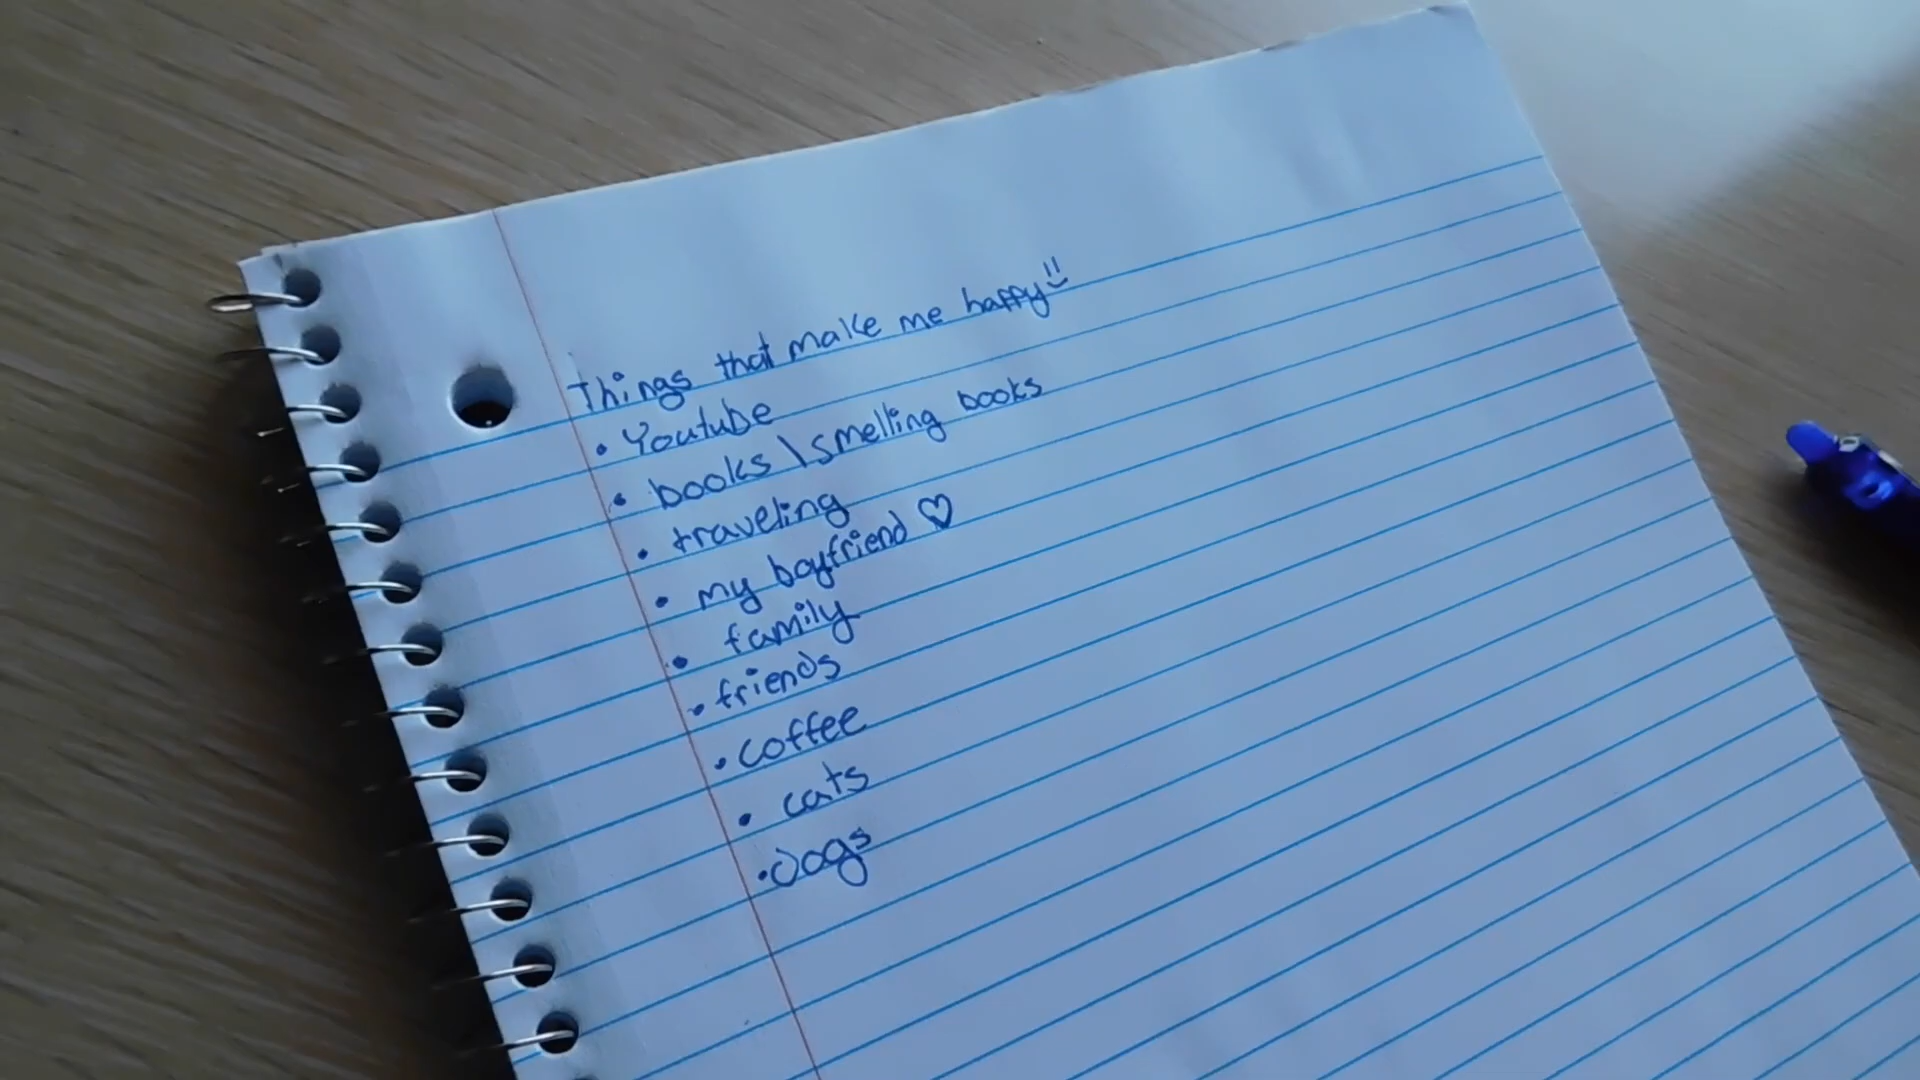 Things that make me happy
• Youtube
• books \ smelling books
• traveling
• my boyfriend ♡
• family
• friends
• coffee
• cats
• dogs